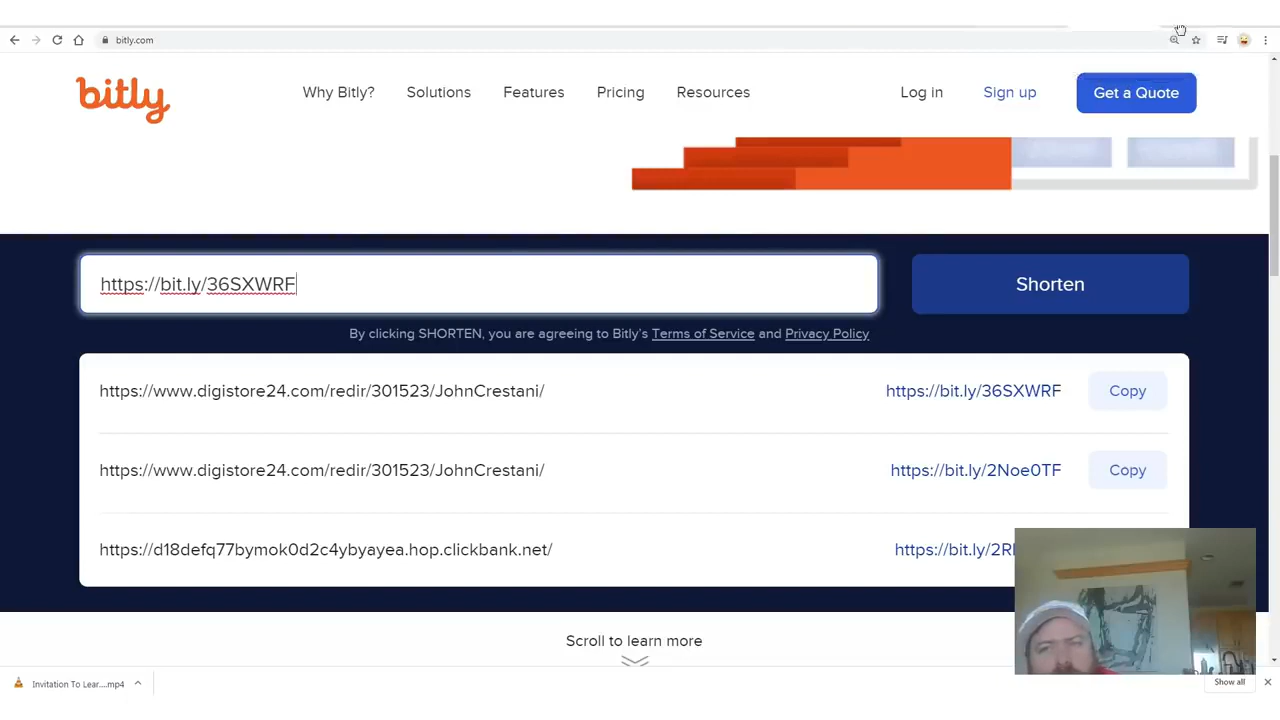 bitly.com
bitly
Why Bitly?
Solutions
Features
Pricing
Resources
Log in
Sign up
Get a Quote
https://bit.ly/36SXWRF
Shorten
By clicking SHORTEN, you are agreeing to Bitly's Terms of Service and Privacy Policy
https://www.digistore24.com/redir/301523/JohnCrestani/
https://bit.ly/36SXWRF
Copy
https://www.digistore24.com/redir/301523/JohnCrestani/
https://bit.ly/2Noe0TF
Copy
https://d18defq77bymok0d2c4ybyayea.hop.clickbank.net/
Scroll to learn more
Invitation To Lear....mp4
Show all